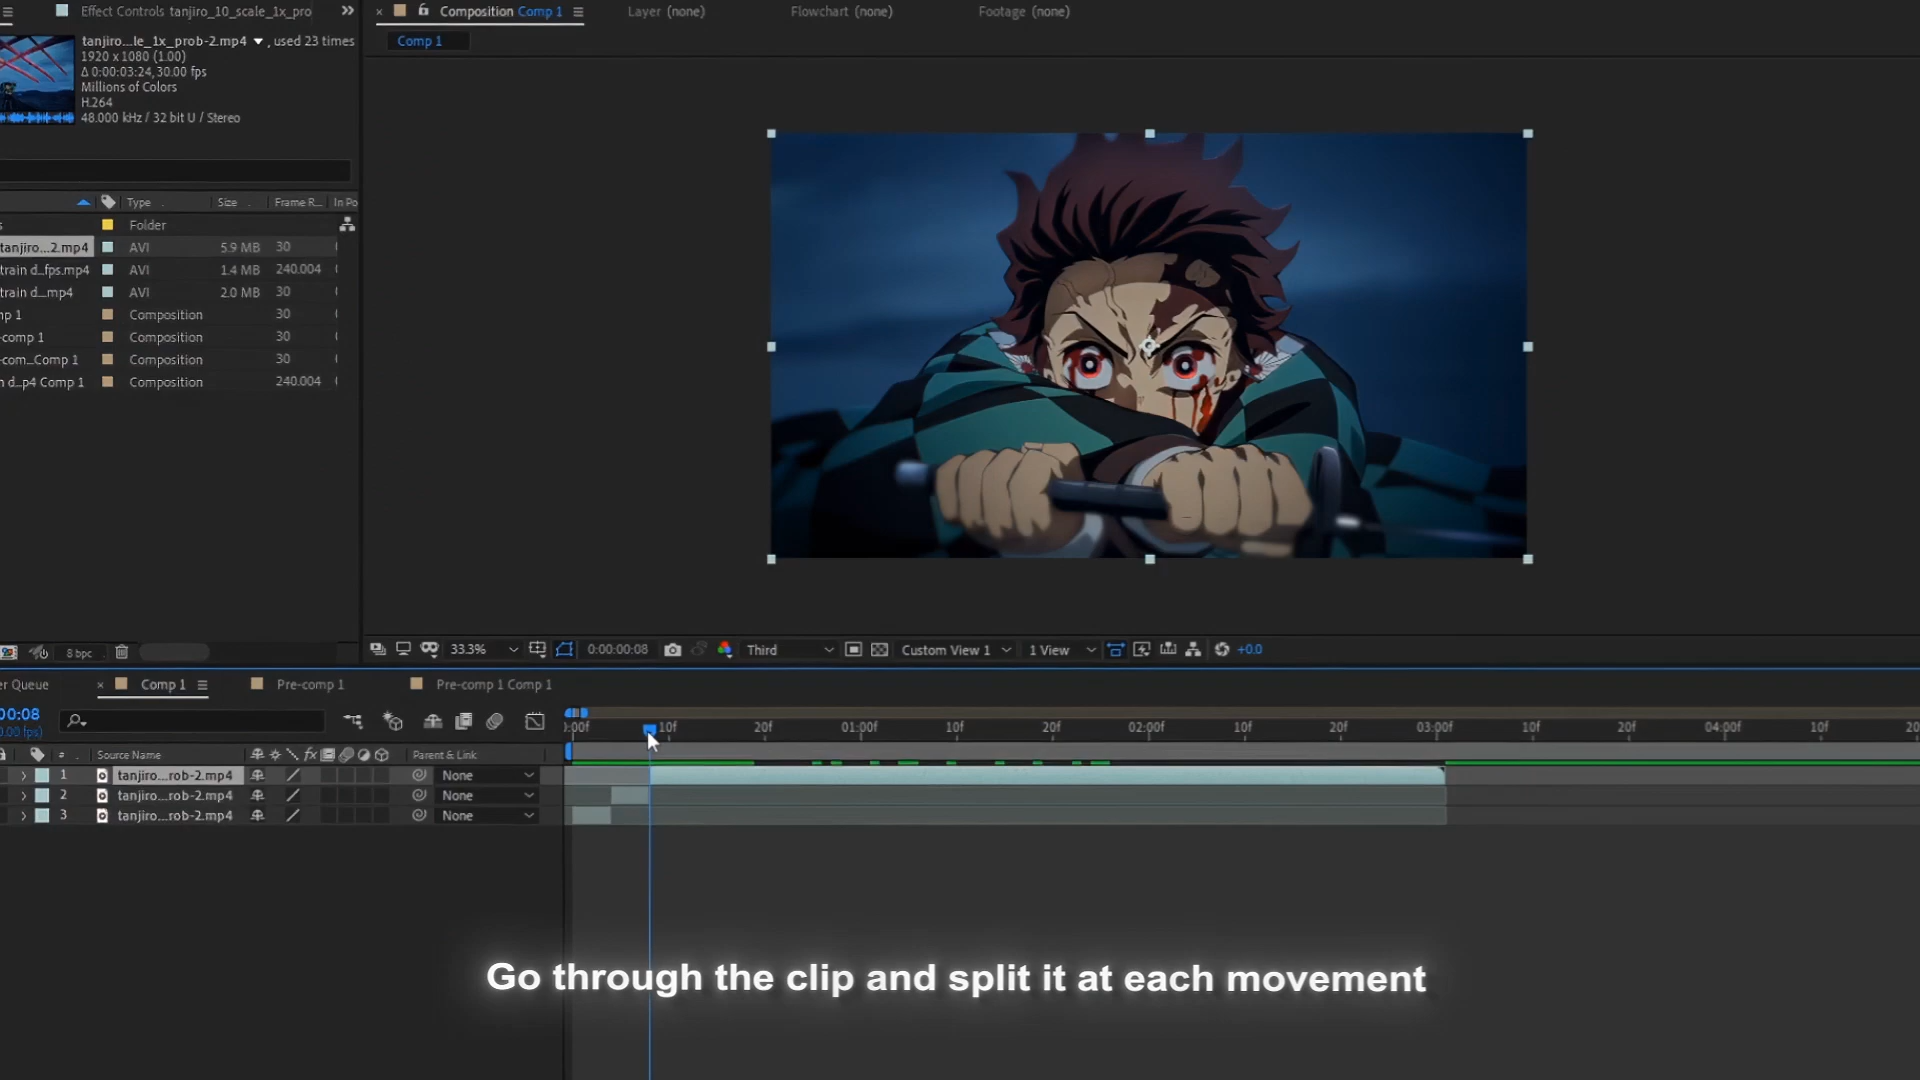 Effect Controls tanjiro_10_scale_1x_pro
tanjiro...le_1x_prob-2.mp4 , used 23 times
1920 x 1080 (1.00)
Δ 0:00:03:24, 30.00 fps
Millions of Colors
H.264
48.000 kHz / 32 bit U / Stereo
Type Size Frame R... In Po
Folder
tanjiro...2.mp4 AVI 5.9 MB 30
train d...fps.mp4 AVI 1.4 MB 240.004
train d...mp4 AVI 2.0 MB 30
mp 1 Composition 30
-comp 1 Composition 30
-com...Comp 1 Composition 30
n d...p4 Comp 1 Composition 240.004
8 bpc
Composition Comp 1
Layer (none)
Flowchart (none)
Footage (none)
Comp 1
33.3% 0:00:00:08 Third Custom View 1 1 View +0.0
er Queue Comp 1 Pre-comp 1 Pre-comp 1 Comp 1
00:08
0.00 fps)
:00f 10f 20f 01:00f 10f 20f 02:00f 10f 20f 03:00f 10f 20f 04:00f 10f 20
# Source Name fx Parent & Link
1 tanjiro...rob-2.mp4 None
2 tanjiro...rob-2.mp4 None
3 tanjiro...rob-2.mp4 None
Go through the clip and split it at each movement